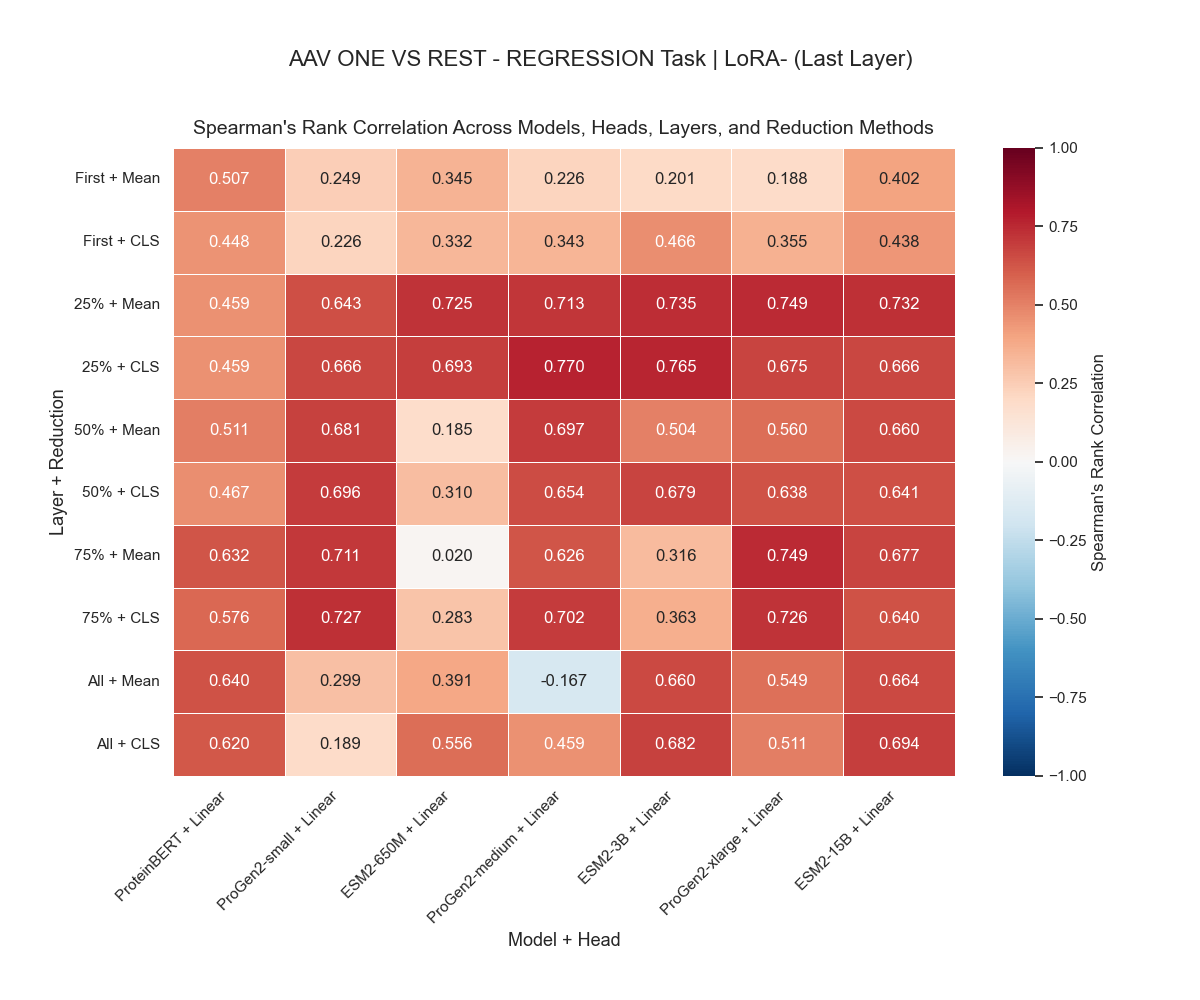 AAV ONE VS REST - REGRESSION Task | LoRA- (Last Layer)
Spearman's Rank Correlation Across Models, Heads, Layers, and Reduction Methods
Layer + Reduction
First + Mean 0.507 0.249 0.345 0.226 0.201 0.188 0.402
First + CLS 0.448 0.226 0.332 0.343 0.466 0.355 0.438
25% + Mean 0.459 0.643 0.725 0.713 0.735 0.749 0.732
25% + CLS 0.459 0.666 0.693 0.770 0.765 0.675 0.666
50% + Mean 0.511 0.681 0.185 0.697 0.504 0.560 0.660
50% + CLS 0.467 0.696 0.310 0.654 0.679 0.638 0.641
75% + Mean 0.632 0.711 0.020 0.626 0.316 0.749 0.677
75% + CLS 0.576 0.727 0.283 0.702 0.363 0.726 0.640
All + Mean 0.640 0.299 0.391 -0.167 0.660 0.549 0.664
All + CLS 0.620 0.189 0.556 0.459 0.682 0.511 0.694
ProteinBERT + Linear
ProGen2-small + Linear
ESM2-650M + Linear
ProGen2-medium + Linear
ESM2-3B + Linear
ProGen2-xlarge + Linear
ESM2-15B + Linear
Model + Head
1.00
0.75
0.50
0.25
0.00
−0.25
−0.50
−0.75
−1.00
Spearman's Rank Correlation